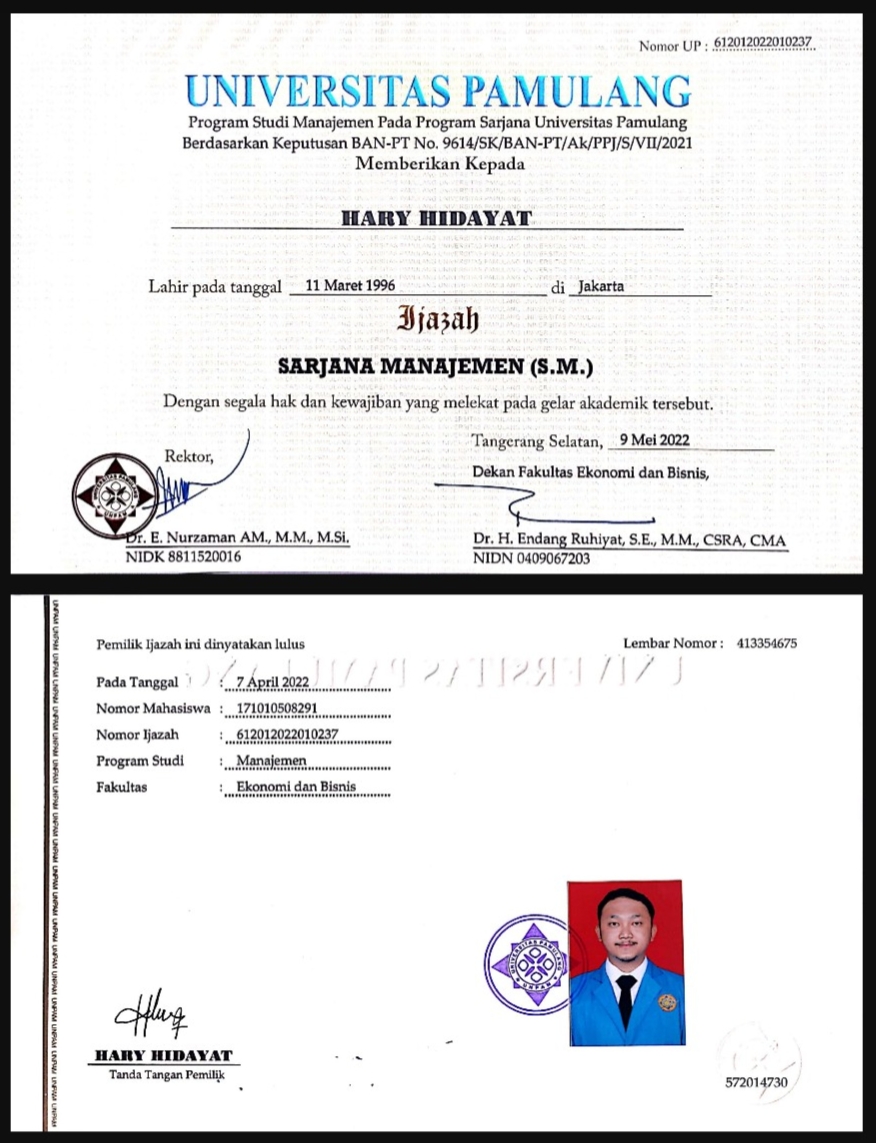 Nomor UP : 612012022010237
UNIVERSITAS PAMULANG
Program Studi Manajemen Pada Program Sarjana Universitas Pamulang
Berdasarkan Keputusan BAN-PT No. 9614/SK/BAN-PT/Ak/PPJ/S/VII/2021
Memberikan Kepada
HARY HIDAYAT
Lahir pada tanggal 11 Maret 1996 di Jakarta
Ijazah
SARJANA MANAJEMEN (S.M.)
Dengan segala hak dan kewajiban yang melekat pada gelar akademik tersebut.
Tangerang Selatan, 9 Mei 2022
Rektor,
Dekan Fakultas Ekonomi dan Bisnis,
UNIVERSITAS PAMULANG
UNPAM
Dr. E. Nurzaman AM., M.M., M.Si.
NIDK 8811520016
Dr. H. Endang Ruhiyat, S.E., M.M., CSRA, CMA
NIDN 0409067203
Pemilik Ijazah ini dinyatakan lulus
Lembar Nomor : 413354675
Pada Tanggal : 7 April 2022
Nomor Mahasiswa : 171010508291
Nomor Ijazah : 612012022010237
Program Studi : Manajemen
Fakultas : Ekonomi dan Bisnis
UNIVERSITAS PAMULANG
UNPAM
HARY HIDAYAT
Tanda Tangan Pemilik
572014730